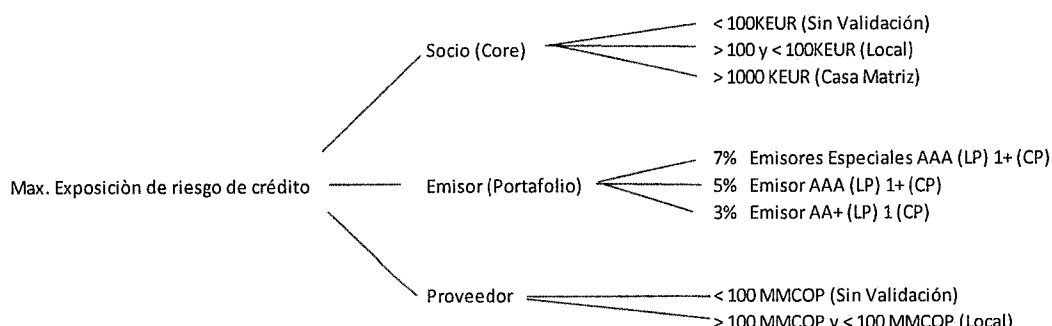 Max. Exposiciòn de riesgo de crédito
Socio (Core)
< 100KEUR (Sin Validación)
> 100 y < 100KEUR (Local)
> 1000 KEUR (Casa Matriz)
Emisor (Portafolio)
7% Emisores Especiales AAA (LP) 1+ (CP)
5% Emisor AAA (LP) 1+ (CP)
3% Emisor AA+ (LP) 1 (CP)
Proveedor
< 100 MMCOP (Sin Validación)
> 100 MMCOP y < 100 MMCOP (Local)